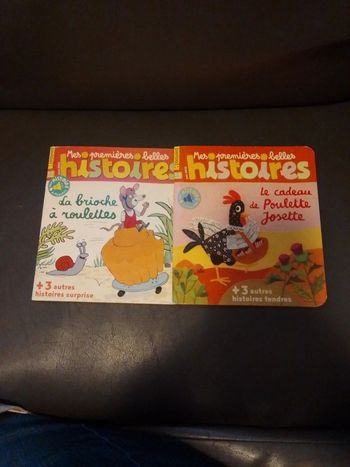 Mes premières belles
histoires
La brioche
à roulettes
+ 3 autres
histoires surprise
Mes premières belles
histoires
Le cadeau
de Poulette
Josette
+ 3 autres
histoires tendres